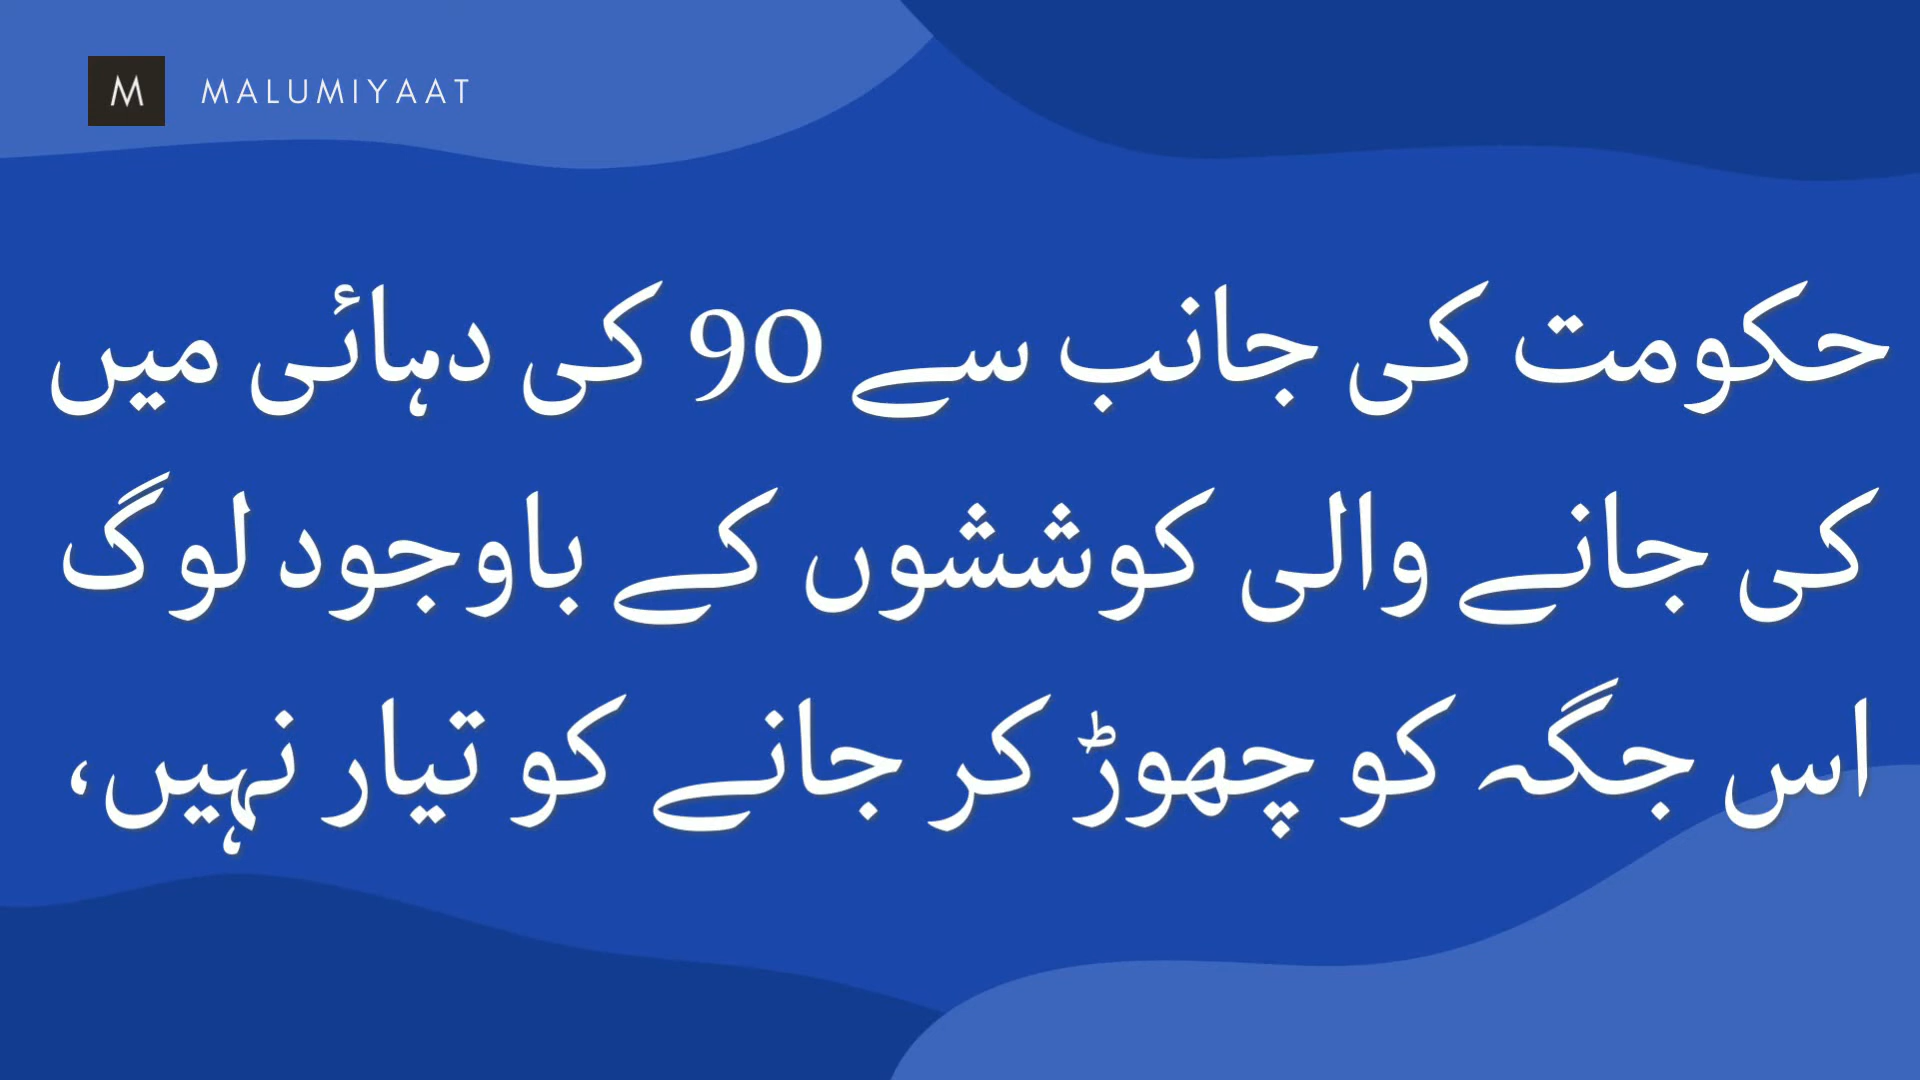 M MALUMIYAAT
حکومت کی جانب سے 90 کی دہائی میں
کی جانے والی کوششوں کے باوجود لوگ
اس جگہ کو چھوڑ کر جانے کو تیار نہیں،